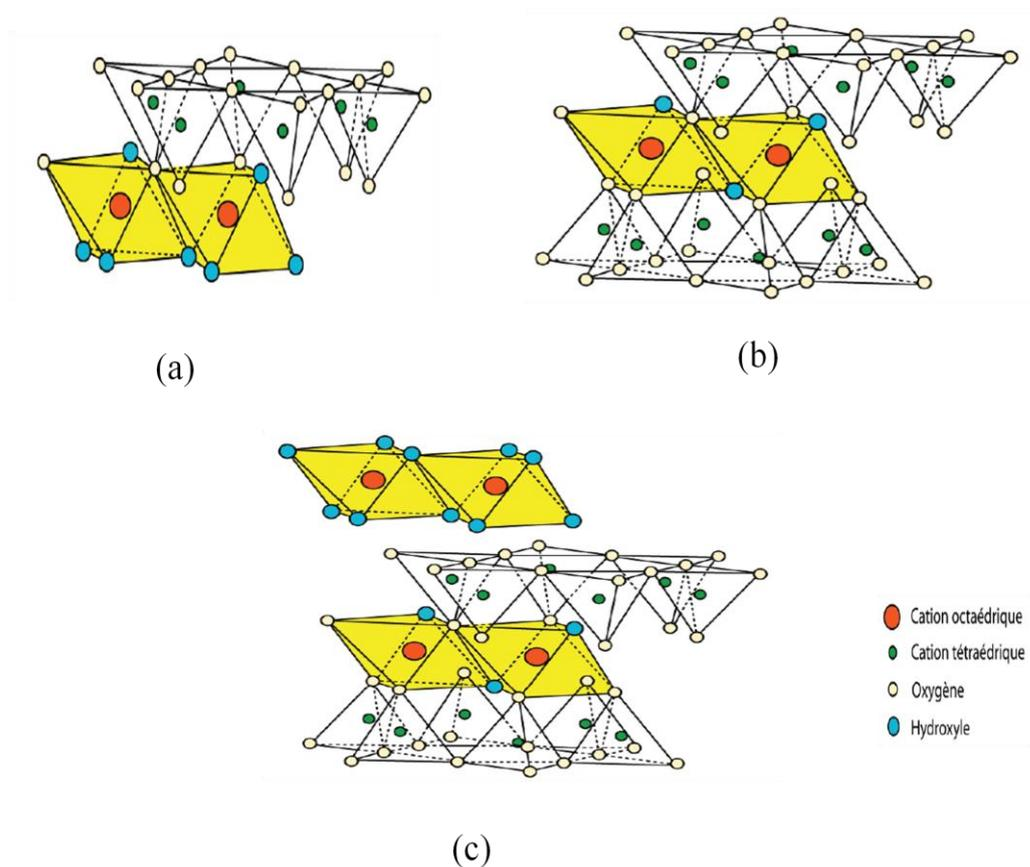 (a)
(b)
Cation octaédrique
Cation tétraédrique
Oxygène
Hydroxyle
(c)